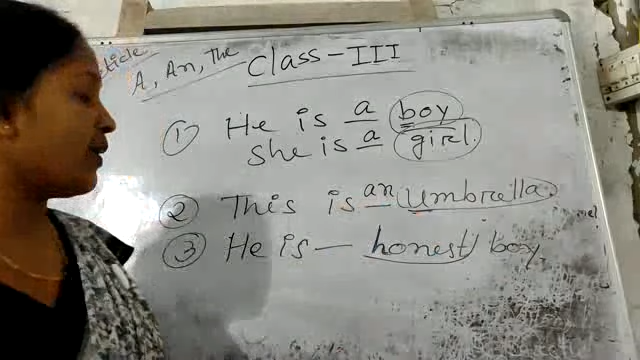 Article
A, An, The
Class-III
① He is a boy
She is a girl.
② This is an Umbrella.
③ He is — honest boy.